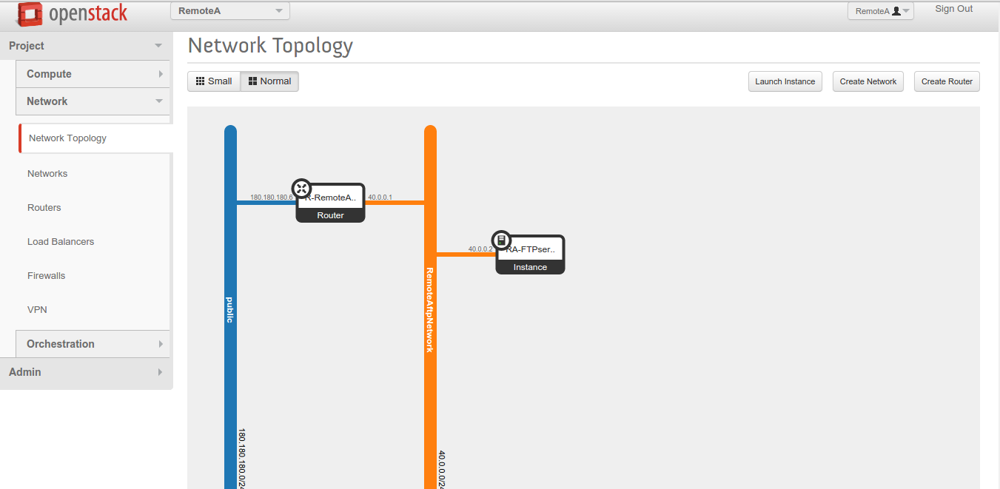 openstack
RemoteA
RemoteA
Sign Out
Project
Compute
Network
Network Topology
Networks
Routers
Load Balancers
Firewalls
VPN
Orchestration
Admin
Network Topology
Small
Normal
Launch Instance
Create Network
Create Router
180.180.180.6
R-RemoteA..
Router
40.0.0.1
40.0.0.2
RA-FTPser..
Instance
public
RemoteAftpNetwork
180.180.180.0/24
40.0.0.0/24